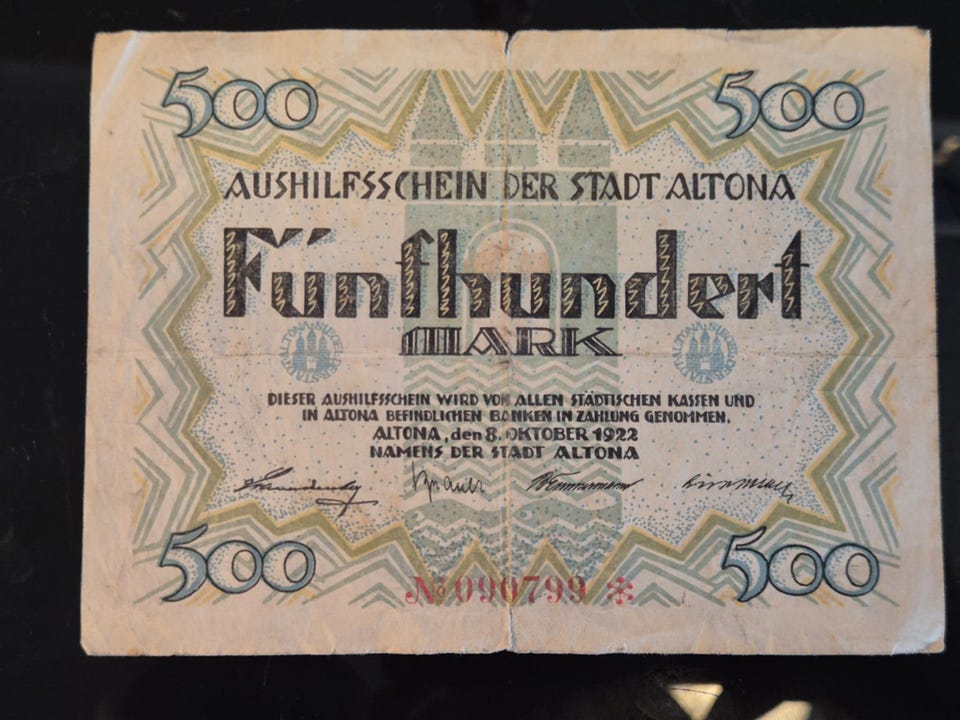 500 500
AUSHILFSSCHEIN DER STADT ALTONA
Fünfhundert
MARK
DIESER AUSHILFSSCHEIN WIRD VON ALLEN STÄDTISCHEN KASSEN UND
IN ALTONA BEFINDLICHEN BANKEN IN ZAHLUNG GENOMMEN.
ALTONA, den 8. OKTOBER 1922
NAMENS DER STADT ALTONA
500 500
№ 090799 *